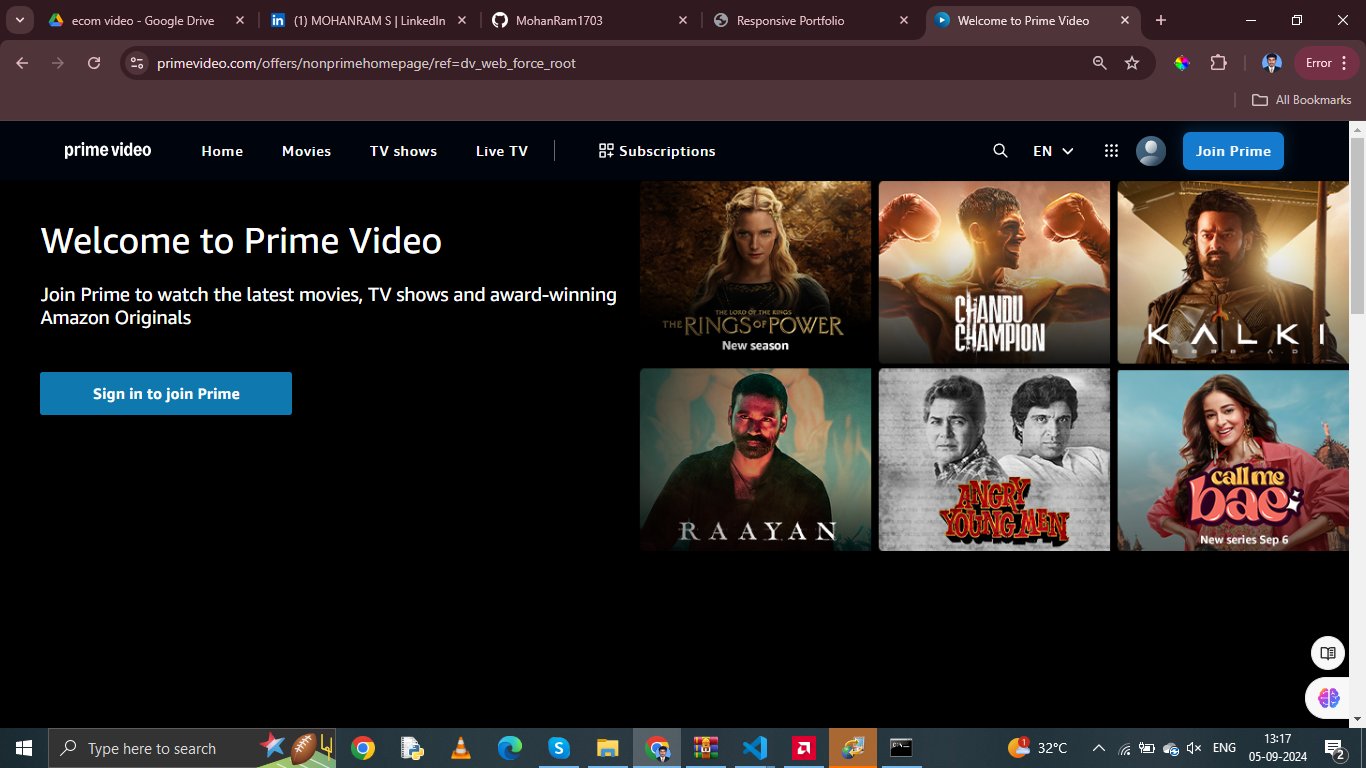 ecom video - Google Drive
(1) MOHANRAM S | LinkedIn
MohanRam1703
Responsive Portfolio
Welcome to Prime Video
primevideo.com/offers/nonprimehomepage/ref=dv_web_force_root
Error
All Bookmarks
prime video
Home
Movies
TV shows
Live TV
Subscriptions
EN
Join Prime
Welcome to Prime Video
Join Prime to watch the latest movies, TV shows and award-winning
Amazon Originals
Sign in to join Prime
THE LORD OF THE RINGS
THE RINGS OF POWER
New season
CHANDU
CHAMPION
KALKI
RAAYAN
ANGRY
YOUNG MEN
call me
bae
New series Sep 6
Type here to search
1
32°C
ENG
13:17
05-09-2024
2